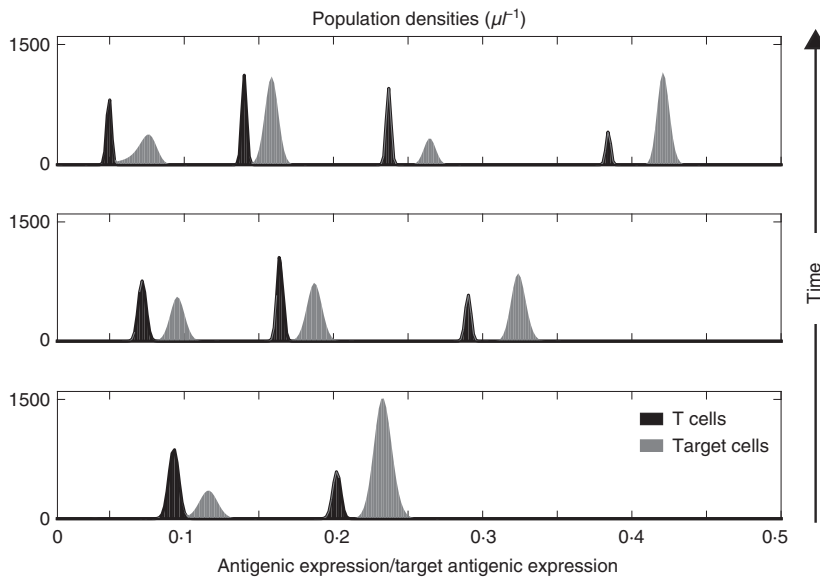 Population densities (μl⁻¹)
1500
0
1500
0
Time
1500
T cells
Target cells
0
0 0·1 0·2 0·3 0·4 0·5
Antigenic expression/target antigenic expression